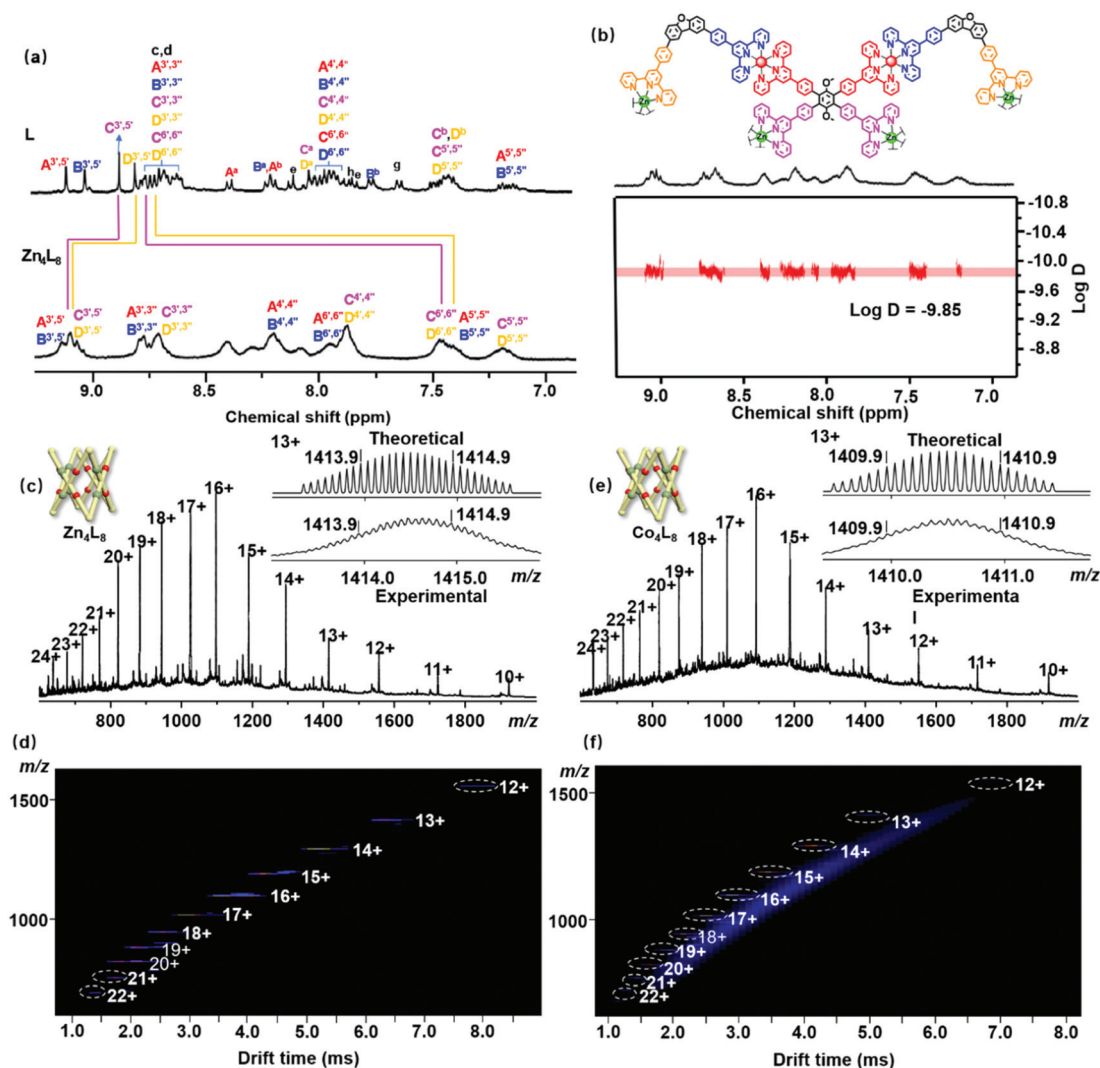 (a)
c,d
A3',3"
B3',3"
C3',3"
D3',3"
C6',6"
D6',6"
A4',4"
B4',4"
C4',4"
D4',4"
C6',6"
D6',6"
L
A3',5'
B3',5'
C3',5'
D3',5'
Aa
Ba,Ab
e
Ca
Da
h
e
Bb
g
Cb,Db
C5',5"
D5',5"
A5',5"
B5',5"
Zn4L8
A3',5'
B3',5'
C3',5'
D3',5'
A3',3"
B3',3"
C3',3"
D3',3"
A4',4"
B4',4"
A6',6"
B6',6"
C4',4"
D4',4"
C6',6"
D6',6"
A5',5"
B5',5"
C5',5"
D5',5"
9.0 8.5 8.0 7.5 7.0
Chemical shift (ppm)
(b)
Zn
Zn
Zn
Zn
-10.8
-10.4
-10.0
-9.6
-9.2
-8.8
Log D
Log D = -9.85
9.0 8.5 8.0 7.5 7.0
Chemical shift (ppm)
(c)
Zn4L8
13+
Theoretical
1413.9 1414.9
1413.9 1414.9
1414.0 1415.0 m/z
Experimental
24+ 23+ 22+ 21+ 20+ 19+ 18+ 17+ 16+ 15+ 14+ 13+ 12+ 11+ 10+
800 1000 1200 1400 1600 1800 m/z
(e)
Co4L8
13+
Theoretical
1409.9 1410.9
1409.9 1410.9
1410.0 1411.0 m/z
Experimenta
l
24+ 23+ 22+ 21+ 20+ 19+ 18+ 17+ 16+ 15+ 14+ 13+ 12+ 11+ 10+
800 1000 1200 1400 1600 1800 m/z
(d)
m/z
1500
1000
12+
13+
14+
15+
16+
17+
18+
19+
20+
21+
22+
1.0 2.0 3.0 4.0 5.0 6.0 7.0 8.0
Drift time (ms)
(f)
m/z
1500
1000
12+
13+
14+
15+
16+
17+
18+
19+
20+
21+
22+
1.0 2.0 3.0 4.0 5.0 6.0 7.0 8.0
Drift time (ms)